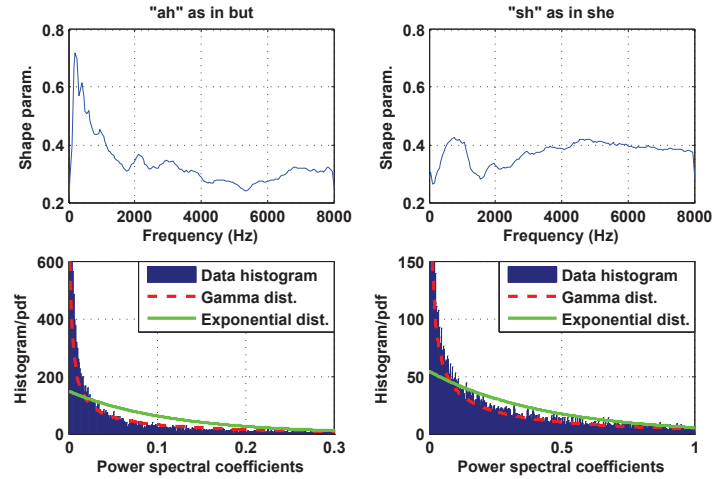 "ah" as in but
"sh" as in she
Shape param.
0.8
0.6
0.4
0.2
0 2000 4000 6000 8000
Frequency (Hz)
Shape param.
0.8
0.6
0.4
0.2
0 2000 4000 6000 8000
Frequency (Hz)
Histogram/pdf
600
400
200
0
Data histogram
Gamma dist.
Exponential dist.
0 0.1 0.2 0.3
Power spectral coefficients
Histogram/pdf
150
100
50
0
Data histogram
Gamma dist.
Exponential dist.
0 0.5 1
Power spectral coefficients